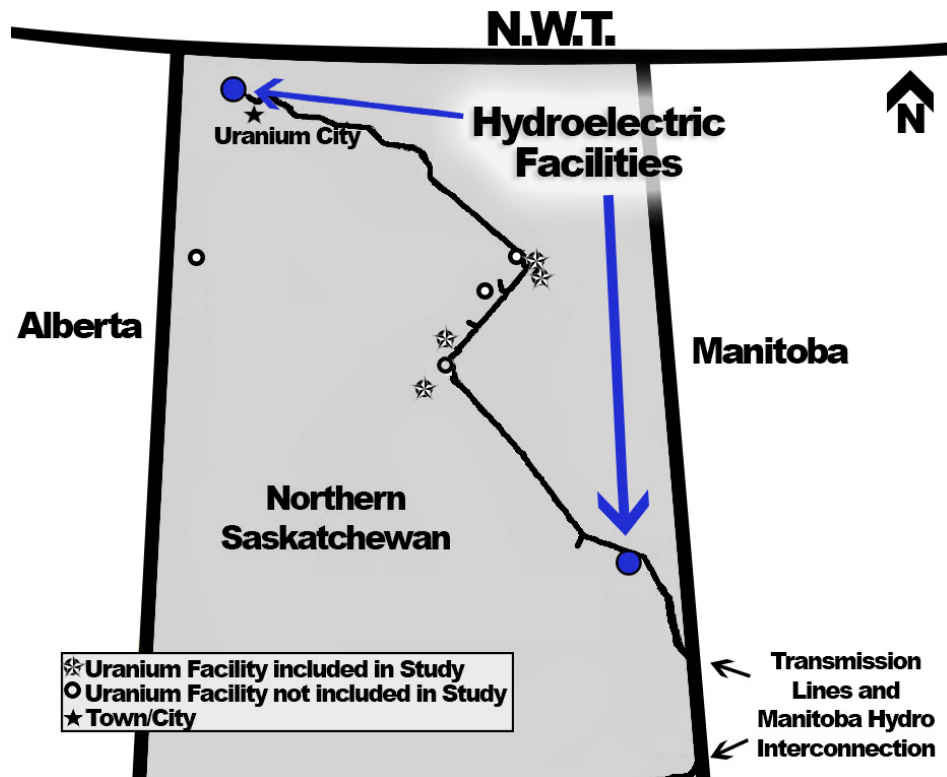 N.W.T.
N
Hydroelectric
Facilities
Uranium City
Alberta
Manitoba
Northern
Saskatchewan
Uranium Facility included in Study
Uranium Facility not included in Study
Town/City
Transmission
Lines and
Manitoba Hydro
Interconnection